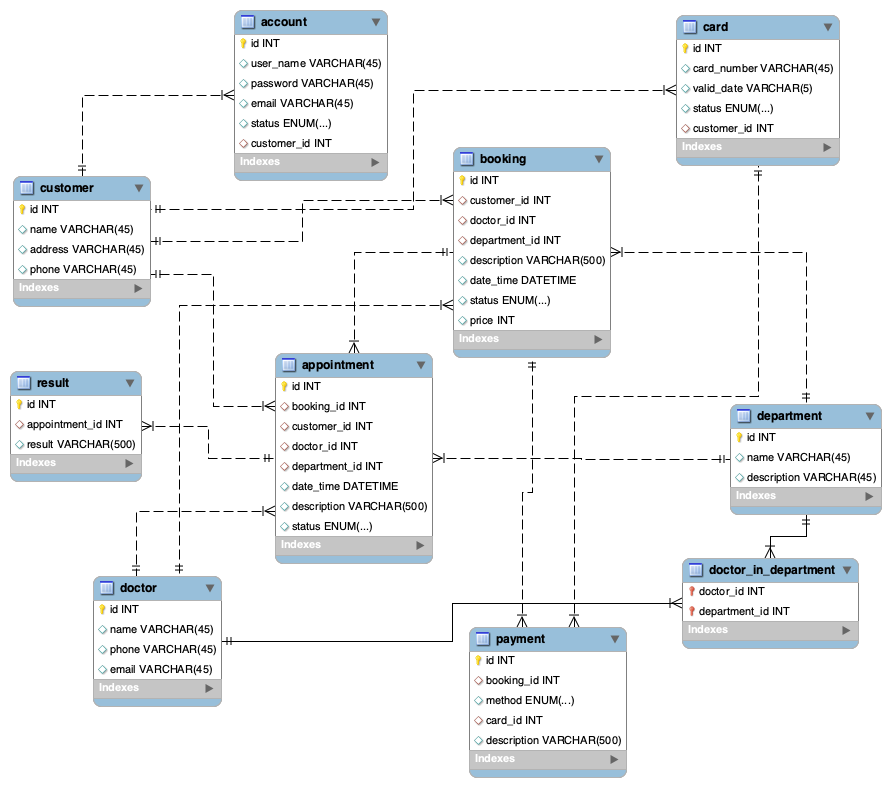 account
id INT
user_name VARCHAR(45)
password VARCHAR(45)
email VARCHAR(45)
status ENUM(...)
customer_id INT
Indexes
card
id INT
card_number VARCHAR(45)
valid_date VARCHAR(5)
status ENUM(...)
customer_id INT
Indexes
booking
id INT
customer_id INT
doctor_id INT
department_id INT
description VARCHAR(500)
date_time DATETIME
status ENUM(...)
price INT
Indexes
customer
id INT
name VARCHAR(45)
address VARCHAR(45)
phone VARCHAR(45)
Indexes
appointment
id INT
booking_id INT
customer_id INT
doctor_id INT
department_id INT
date_time DATETIME
description VARCHAR(500)
status ENUM(...)
Indexes
result
id INT
appointment_id INT
result VARCHAR(500)
Indexes
department
id INT
name VARCHAR(45)
description VARCHAR(45)
Indexes
doctor_in_department
doctor_id INT
department_id INT
Indexes
doctor
id INT
name VARCHAR(45)
phone VARCHAR(45)
email VARCHAR(45)
Indexes
payment
id INT
booking_id INT
method ENUM(...)
card_id INT
description VARCHAR(500)
Indexes